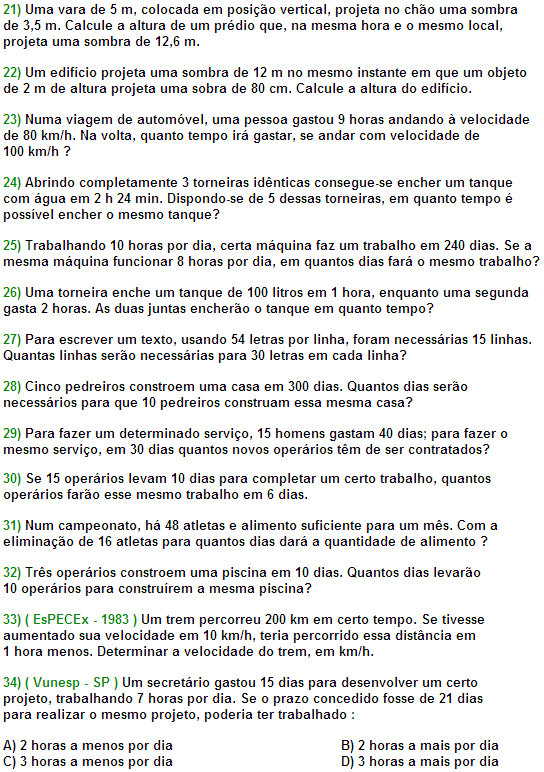 21) Uma vara de 5 m, colocada em posição vertical, projeta no chão uma sombra
de 3,5 m. Calcule a altura de um prédio que, na mesma hora e o mesmo local,
projeta uma sombra de 12,6 m.
22) Um edifício projeta uma sombra de 12 m no mesmo instante em que um objeto
de 2 m de altura projeta uma sobra de 80 cm. Calcule a altura do edifício.
23) Numa viagem de automóvel, uma pessoa gastou 9 horas andando à velocidade
de 80 km/h. Na volta, quanto tempo irá gastar, se andar com velocidade de
100 km/h ?
24) Abrindo completamente 3 torneiras idênticas consegue-se encher um tanque
com água em 2 h 24 min. Dispondo-se de 5 dessas torneiras, em quanto tempo é
possível encher o mesmo tanque?
25) Trabalhando 10 horas por dia, certa máquina faz um trabalho em 240 dias. Se a
mesma máquina funcionar 8 horas por dia, em quantos dias fará o mesmo trabalho?
26) Uma torneira enche um tanque de 100 litros em 1 hora, enquanto uma segunda
gasta 2 horas. As duas juntas encherão o tanque em quanto tempo?
27) Para escrever um texto, usando 54 letras por linha, foram necessárias 15 linhas.
Quantas linhas serão necessárias para 30 letras em cada linha?
28) Cinco pedreiros constroem uma casa em 300 dias. Quantos dias serão
necessários para que 10 pedreiros construam essa mesma casa?
29) Para fazer um determinado serviço, 15 homens gastam 40 dias; para fazer o
mesmo serviço, em 30 dias quantos novos operários têm de ser contratados?
30) Se 15 operários levam 10 dias para completar um certo trabalho, quantos
operários farão esse mesmo trabalho em 6 dias.
31) Num campeonato, há 48 atletas e alimento suficiente para um mês. Com a
eliminação de 16 atletas para quantos dias dará a quantidade de alimento ?
32) Três operários constroem uma piscina em 10 dias. Quantos dias levarão
10 operários para construírem a mesma piscina?
33) ( EsPECEx - 1983 ) Um trem percorreu 200 km em certo tempo. Se tivesse
aumentado sua velocidade em 10 km/h, teria percorrido essa distância em
1 hora menos. Determinar a velocidade do trem, em km/h.
34) ( Vunesp - SP ) Um secretário gastou 15 dias para desenvolver um certo
projeto, trabalhando 7 horas por dia. Se o prazo concedido fosse de 21 dias
para realizar o mesmo projeto, poderia ter trabalhado :
A) 2 horas a menos por dia B) 2 horas a mais por dia
C) 3 horas a menos por dia D) 3 horas a mais por dia